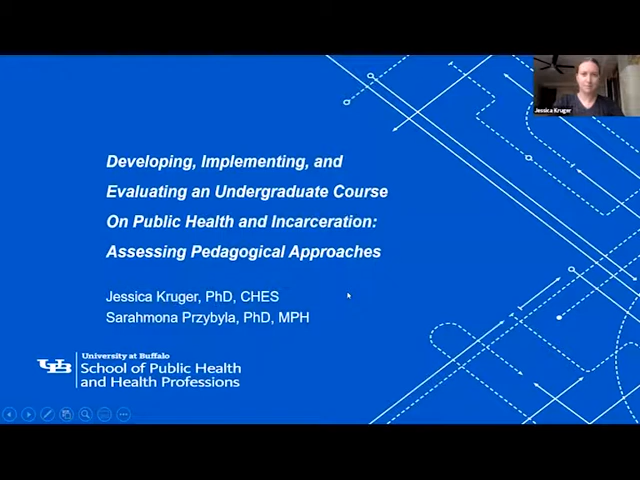 Jessica Kruger
Developing, Implementing, and
Evaluating an Undergraduate Course
On Public Health and Incarceration:
Assessing Pedagogical Approaches
Jessica Kruger, PhD, CHES
Sarahmona Przybyla, PhD, MPH
UB
University at Buffalo
School of Public Health
and Health Professions